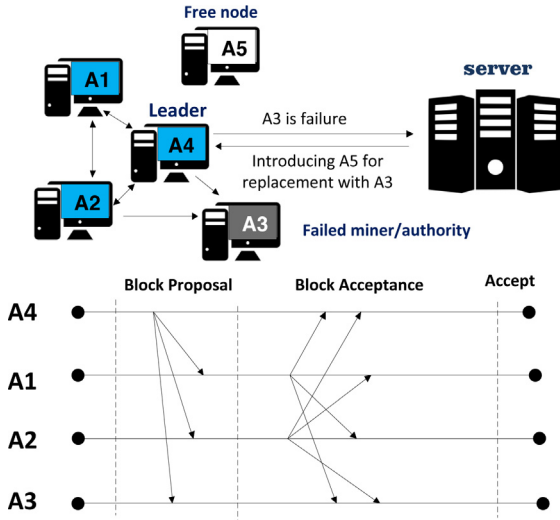 Free node
A5
A1
server
Leader
A4
A3 is failure
Introducing A5 for
replacement with A3
A2
A3
Failed miner/authority
Block Proposal
Block Acceptance
Accept
A4
A1
A2
A3